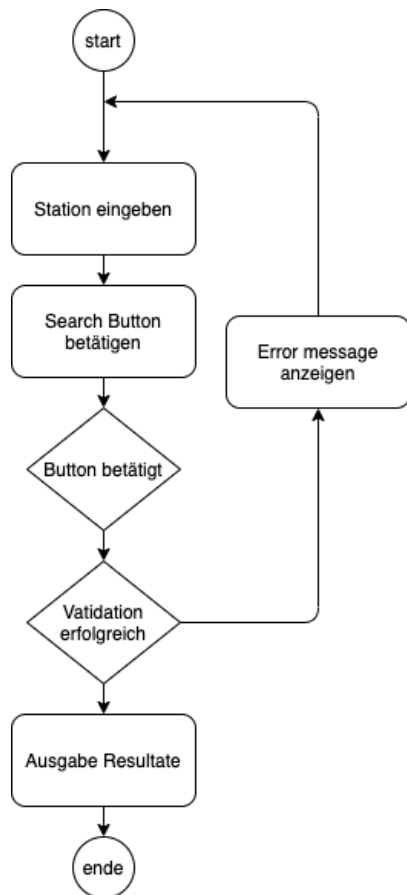 start
Station eingeben
Search Button
betätigen
Error message
anzeigen
Button betätigt
Vatidation
erfolgreich
Ausgabe Resultate
ende